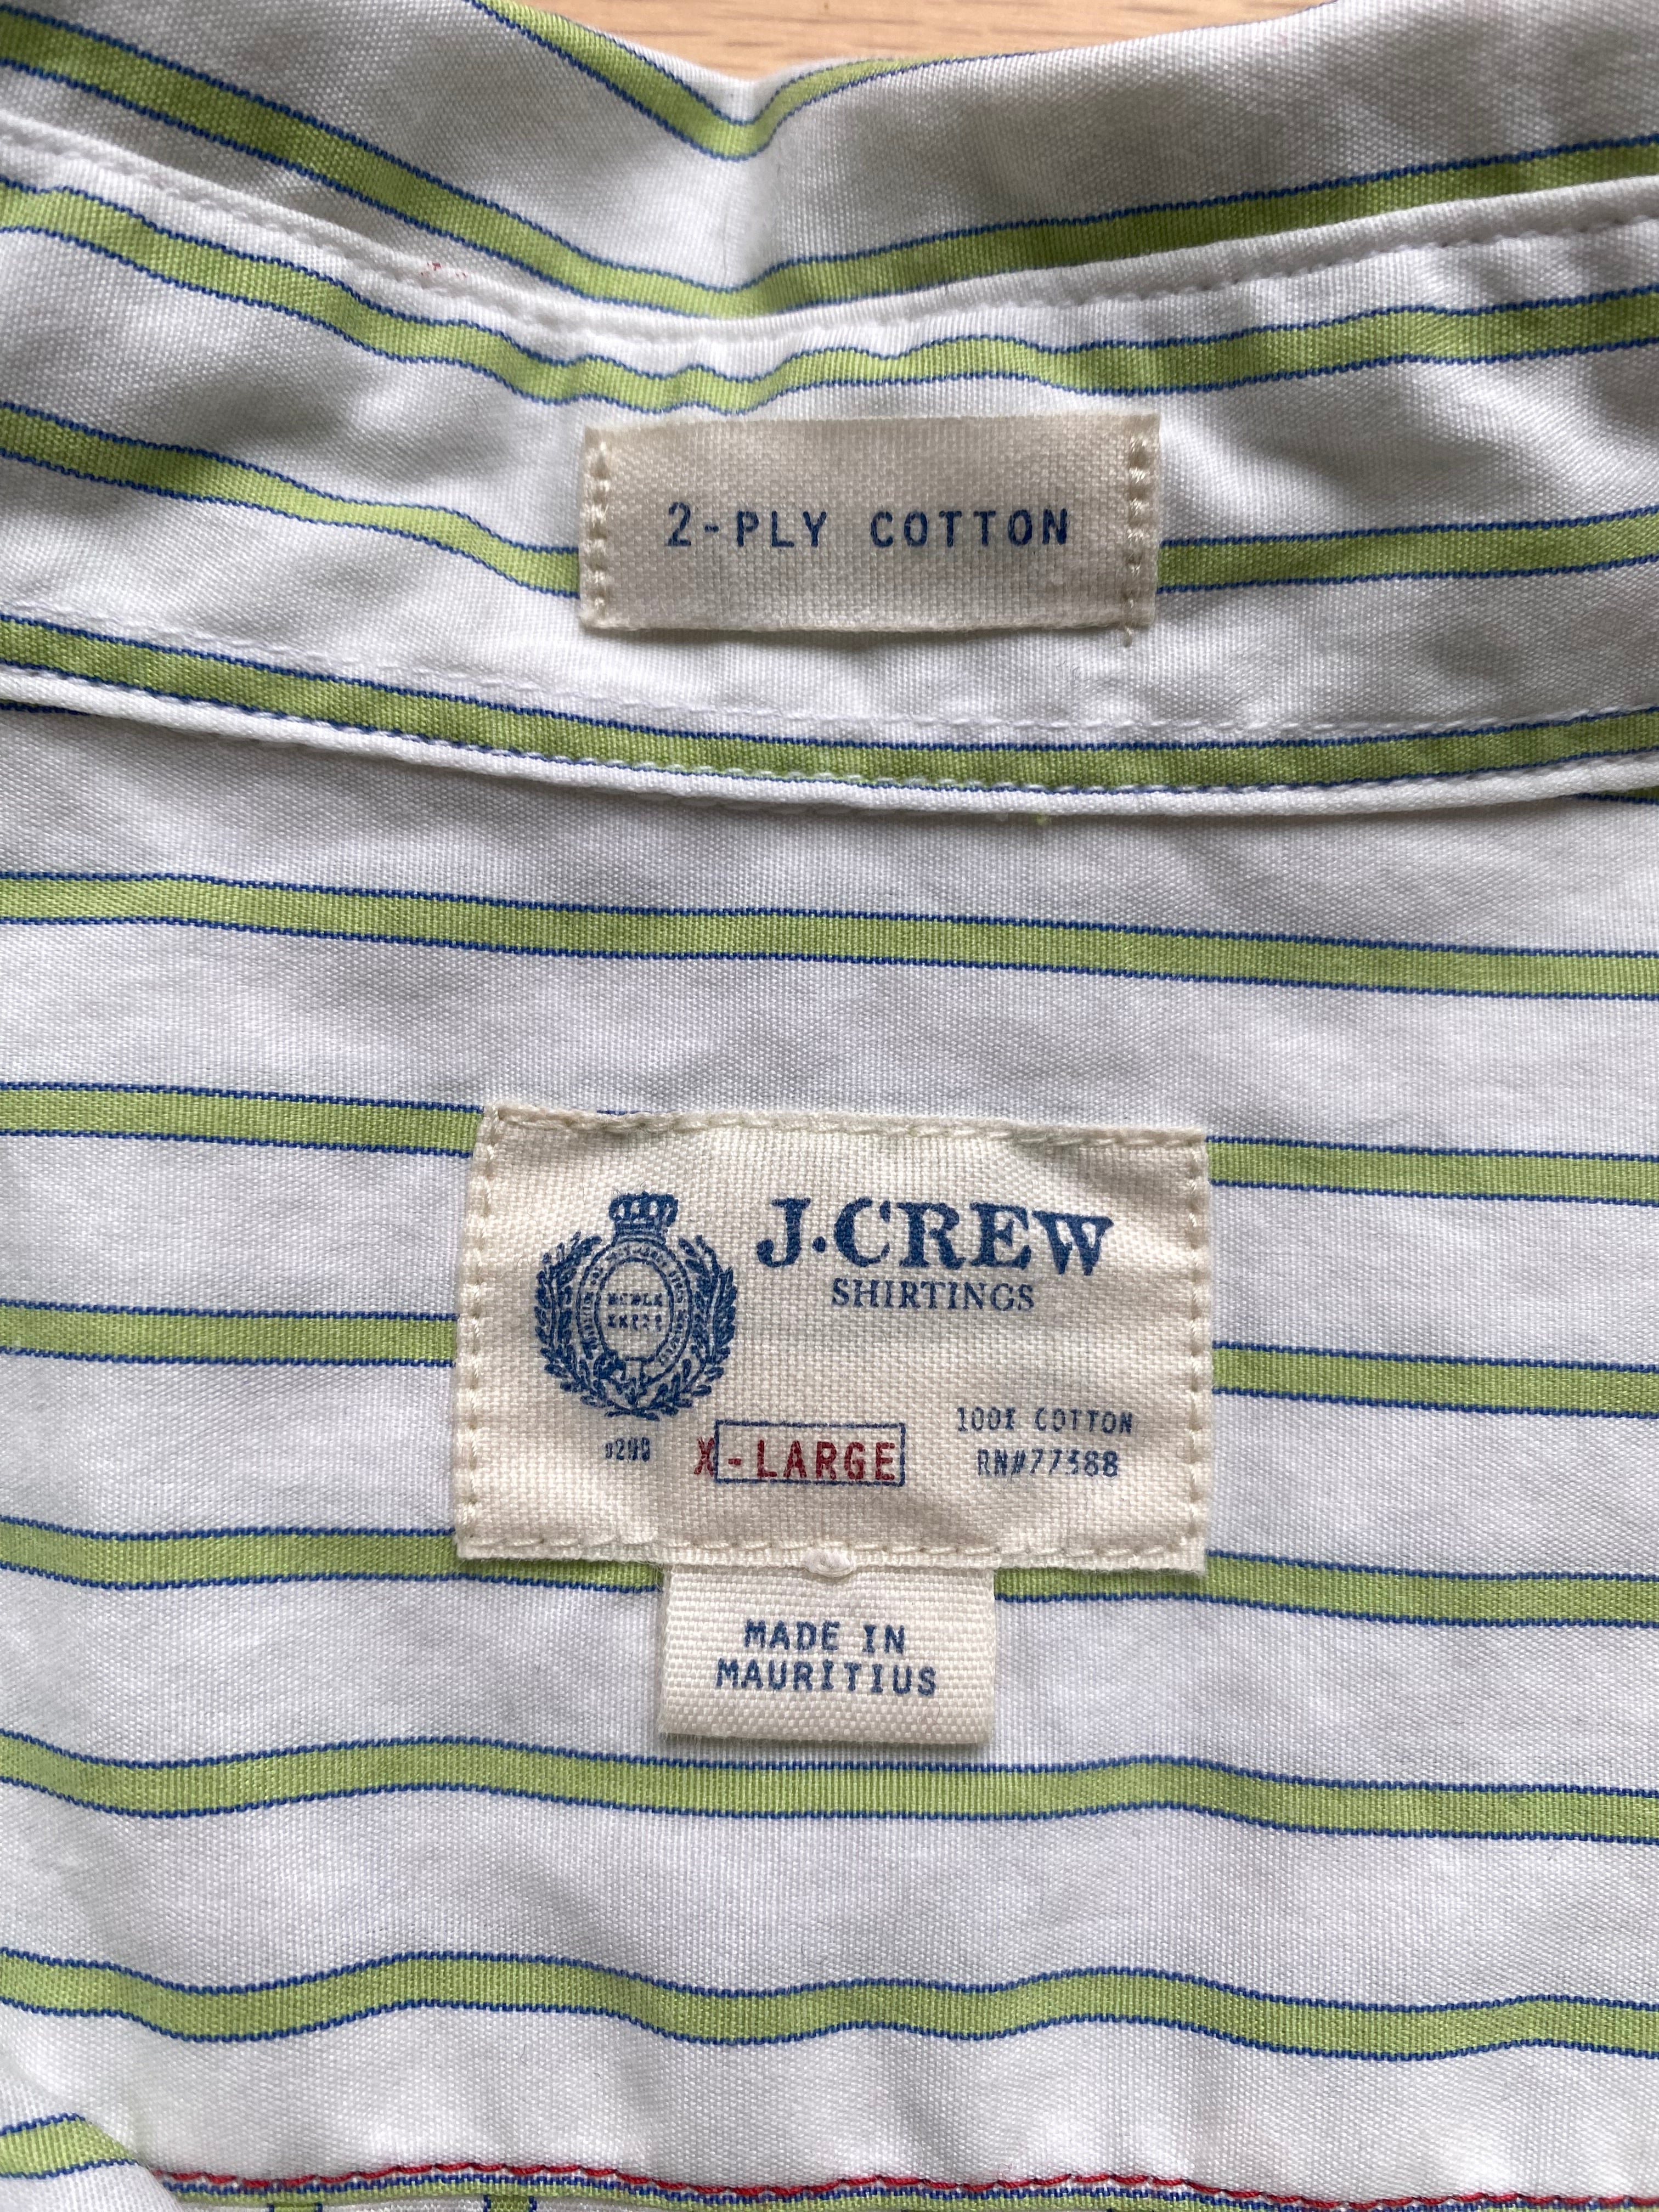 2-PLY COTTON
J.CREW
SHIRTINGS
100% COTTON
X-LARGE
RN#77388
MADE IN
MAURITIUS